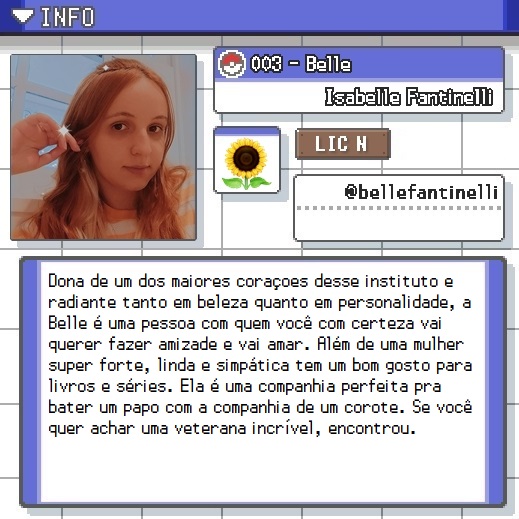 INFO
003 - Belle
Isabelle Fantinelli
LIC N
@bellefantinelli
Dona de um dos maiores coraçoes desse instituto e
radiante tanto em beleza quanto em personalidade, a
Belle é uma pessoa com quem você com certeza vai
querer fazer amizade e vai amar. Além de uma mulher
super forte, linda e simpática tem um bom gosto para
livros e séries. Ela é uma companhia perfeita pra
bater um papo com a companhia de um corote. Se você
quer achar uma veterana incrível, encontrou.